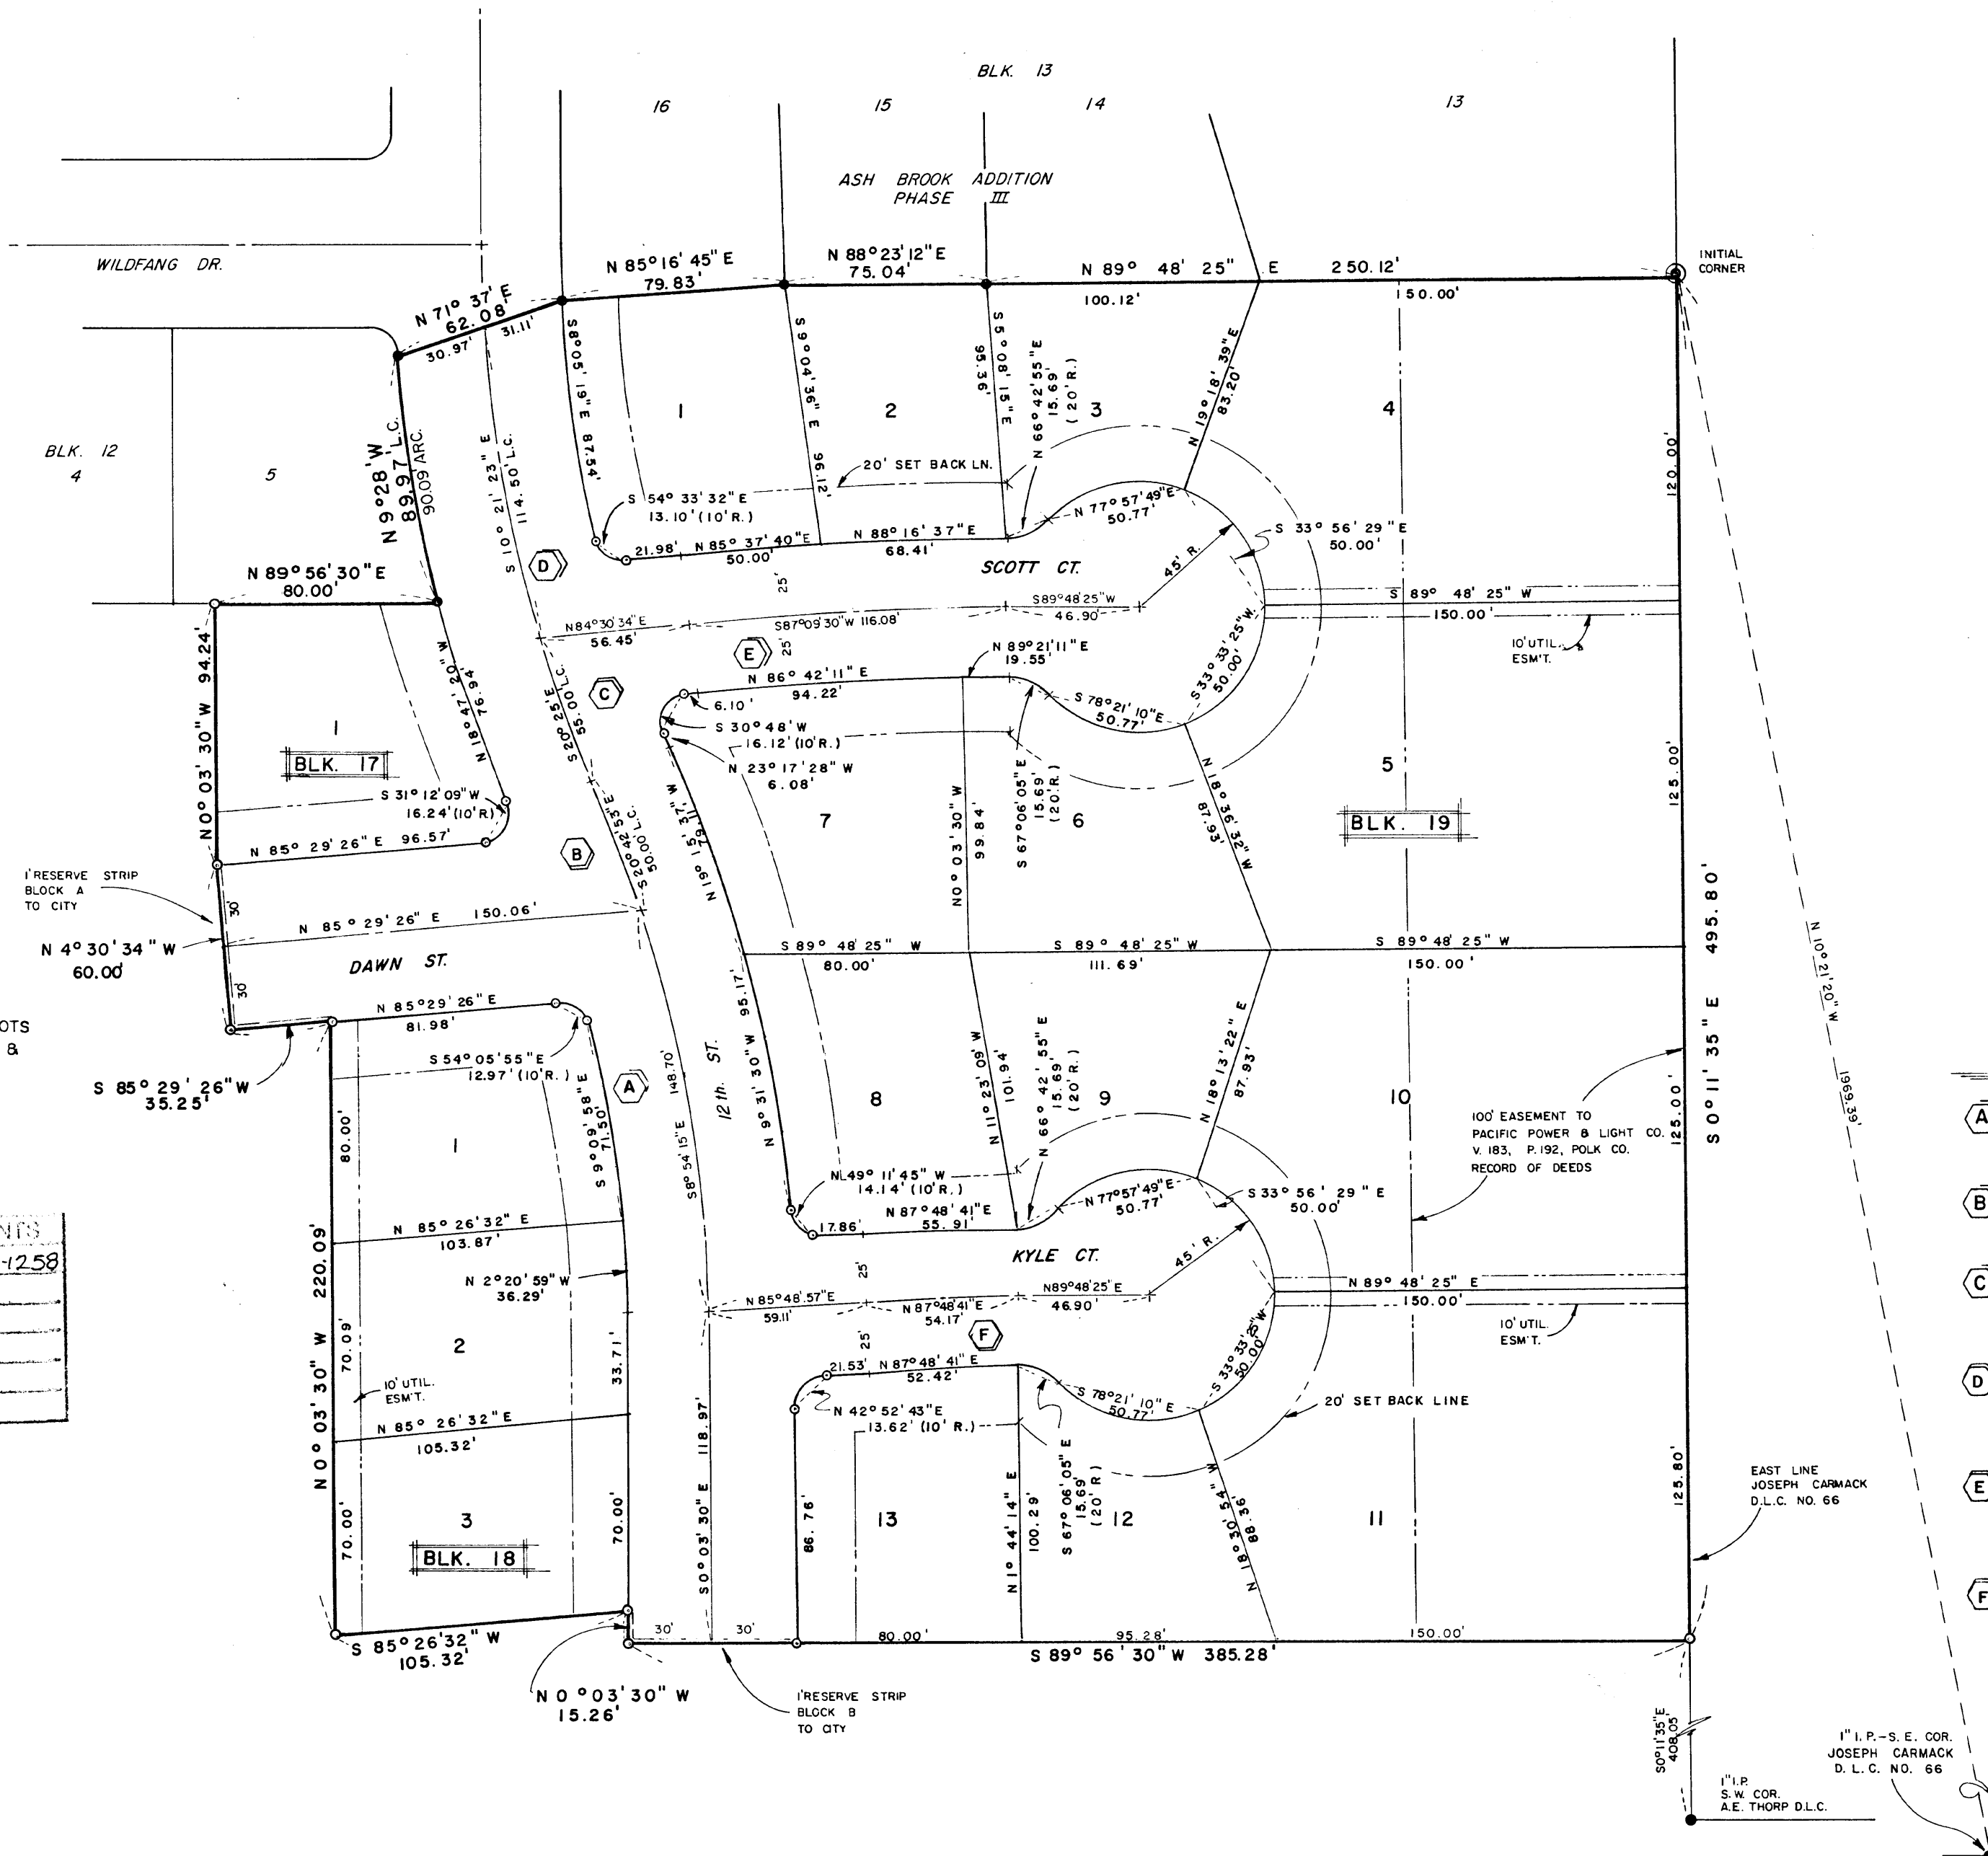 BLK. 13
16
15
14
13
ASH BROOK ADDITION
PHASE III
WILDFANG DR.
INITIAL
CORNER
N 71° 37' E
62.08'
30.97'
31.11'
N 85° 16' 45" E
79.83'
N 88° 23' 12" E
75.04'
N 89° 48' 25" E 250.12'
100.12'
150.00'
BLK. 12
4
5
N 9° 28' W
89.97' L.C.
90.09' ARC.
S 10° 21' 23" E
114.50' L.C.
S 8° 05' 19" E 87.54'
S 9° 04' 36" E 96.12'
S 5° 08' 15" E
95.36'
N 66° 42' 55" E
15.69'
(20' R.)
N 19° 18' 39" E
83.20'
120.00'
1
2
3
4
20' SET BACK LN.
S 54° 33' 32" E
13.10' (10' R.)
N 77° 57' 49" E
50.77'
S 33° 56' 29" E
50.00'
21.98'
N 85° 37' 40" E
50.00'
N 88° 16' 37" E
68.41'
45' R.
D
SCOTT CT.
25'
N 89° 56' 30" E
80.00'
S 89° 48' 25" W
150.00'
10' UTIL.
ESM'T.
N 84° 30' 34" E
56.45'
S 87° 09' 30" W 116.08'
S 89° 48' 25" W
46.90'
25'
E
C
S 33° 33' 25" W
50.00'
N 0° 03' 30" W 94.24'
N 18° 47' 20" W
76.94'
S 20° 25' E
55.00' L.C.
N 86° 42' 11" E
94.22'
N 89° 21' 11" E
19.55'
6.10'
S 30° 48' W
16.12' (10' R.)
N 23° 17' 28" W
6.08'
S 78° 21' 10" E
50.77'
S 67° 06' 05" E
15.69'
(20' R.)
1
BLK. 17
S 31° 12' 09" W
16.24' (10' R.)
N 85° 29' 26" E 96.57'
B
S 20° 42' 53" E
50.00' L.C.
N 19° 15' 37" W
79.11'
7
N 0° 03' 30" W
99.84'
6
N 18° 36' 32" W
87.93'
5
BLK. 19
125.00'
1' RESERVE STRIP
BLOCK A
TO CITY
30'
N 85° 29' 26" E 150.06'
N 4° 30' 34" W
60.00'
DAWN ST.
30'
S 89° 48' 25" W
80.00'
S 89° 48' 25" W
111.69'
S 89° 48' 25" W
150.00'
S 0° 11' 35" E 495.80'
N 10° 21' 20" W
1969.39'
OTS
&
S 85° 29' 26" W
35.25'
N 85° 29' 26" E
81.98'
S 54° 05' 55" E
12.97' (10' R.)
A
148.70'
S 8° 54' 15" E
12th ST.
N 9° 31' 30" W 95.17'
8
N 11° 23' 09" W
101.94'
N 66° 42' 55" E
15.69'
(20' R.)
9
N 18° 13' 22" E
87.93'
10
125.00'
100' EASEMENT TO
PACIFIC POWER & LIGHT CO.
V. 183, P. 192, POLK CO.
RECORD OF DEEDS
80.00'
1
S 9° 09' 58" E
71.50'
N 49° 11' 45" W
14.14' (10' R.)
17.86'
N 87° 48' 41" E
55.91'
N 77° 57' 49" E
50.77'
S 33° 56' 29" E
50.00'
45' R.
N 85° 26' 32" E
103.87'
N 2° 20' 59" W
36.29'
KYLE CT.
25'
N 85° 48' 57" E
59.11'
N 87° 48' 41" E
54.17'
N 89° 48' 25" E
46.90'
N 89° 48' 25" E
150.00'
10' UTIL.
ESM'T.
NTS
-1258
N 0° 03' 30" W 220.09'
70.09'
2
33.71'
25'
F
S 33° 33' 25" W
50.00'
21.53'
N 87° 48' 41" E
52.42'
S 78° 21' 10" E
50.77'
20' SET BACK LINE
10' UTIL.
ESM'T.
N 42° 52' 43" E
13.62' (10' R.)
N 85° 26' 32" E
105.32'
S 67° 06' 05" E
15.69'
(20' R)
70.00'
3
BLK. 18
70.00'
S 0° 03' 30" E 118.97'
86.76'
13
N 1° 44' 14" E
100.29'
12
N 18° 30' 54" W
88.36'
11
125.80'
EAST LINE
JOSEPH CARMACK
D.L.C. NO. 66
A
B
C
D
E
F
30'
30'
80.00'
95.28'
150.00'
S 85° 26' 32" W
105.32'
S 89° 56' 30" W 385.28'
N 0° 03' 30" W
15.26'
1' RESERVE STRIP
BLOCK B
TO CITY
S 0° 11' 35" E
408.05'
1" I.P.
S.W. COR.
A.E. THORP D.L.C.
1" I.P. - S.E. COR.
JOSEPH CARMACK
D.L.C. NO. 66